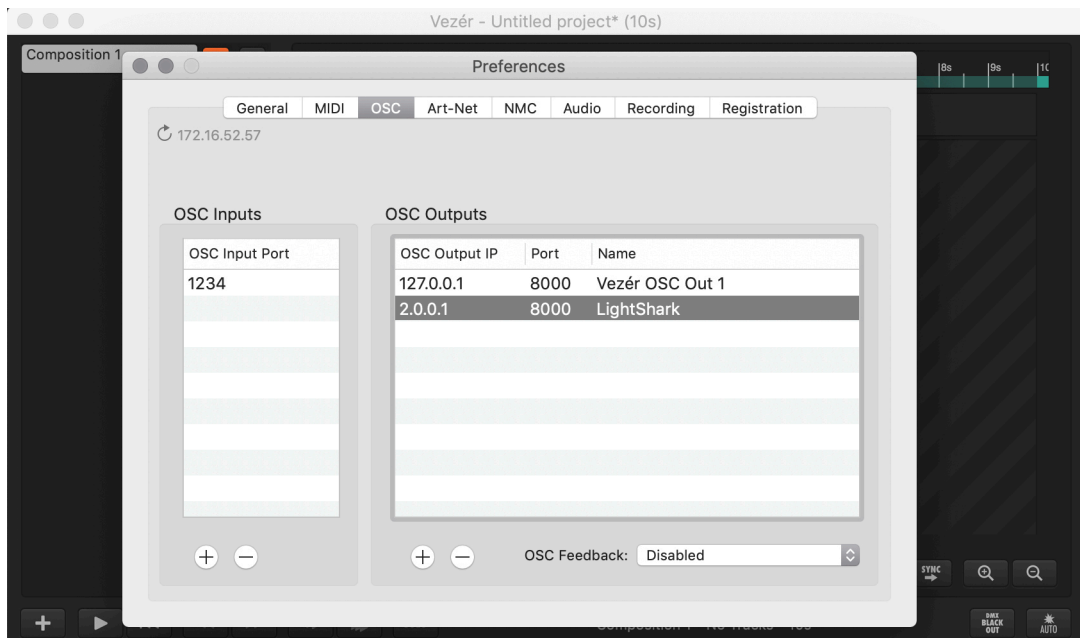 Vezér - Untitled project* (10s)
Composition 1
Preferences
|8s |9s
General MIDI OSC Art-Net NMC Audio Recording Registration
172.16.52.57
OSC Inputs
OSC Outputs
OSC Input Port
OSC Output IP Port Name
1234
127.0.0.1 8000 Vezér OSC Out 1
2.0.0.1 8000 LightShark
OSC Feedback: Disabled
SYNC
DMX
BLACK
OUT
AUTO